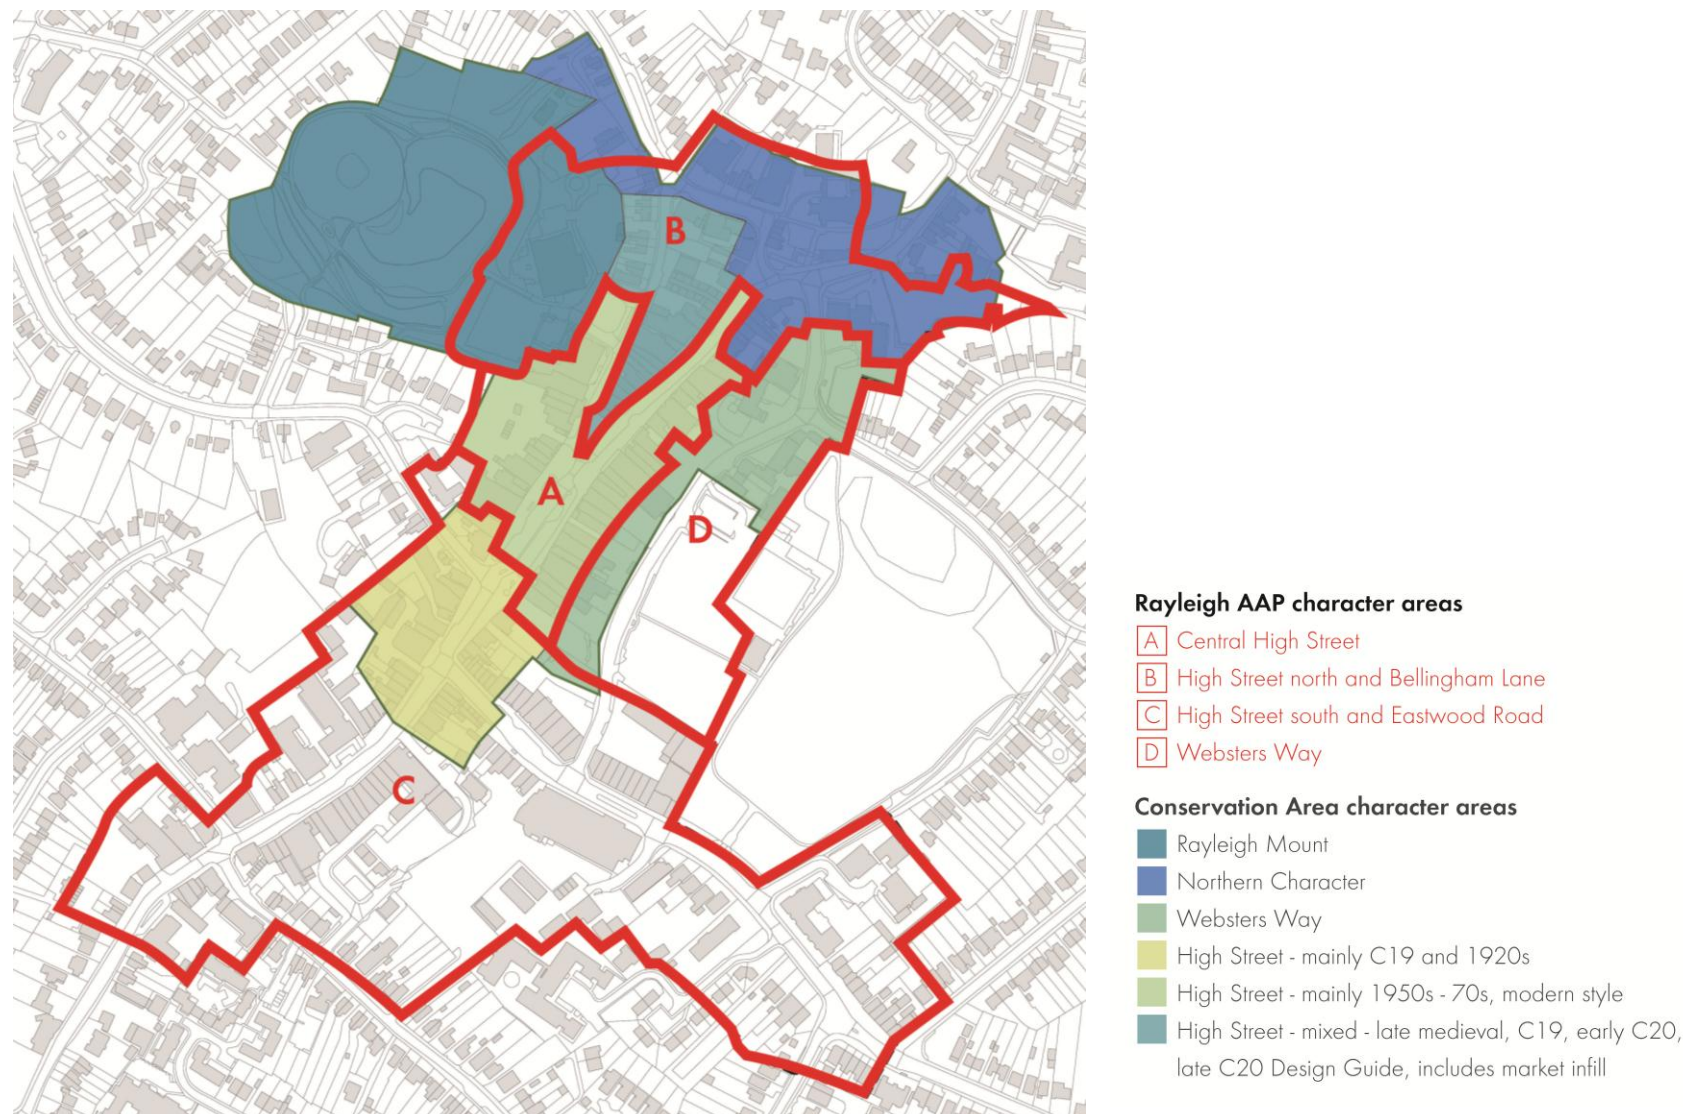 B
A
D
C
Rayleigh AAP character areas
A Central High Street
B High Street north and Bellingham Lane
C High Street south and Eastwood Road
D Websters Way
Conservation Area character areas
Rayleigh Mount
Northern Character
Websters Way
High Street - mainly C19 and 1920s
High Street - mainly 1950s - 70s, modern style
High Street - mixed - late medieval, C19, early C20,
late C20 Design Guide, includes market infill